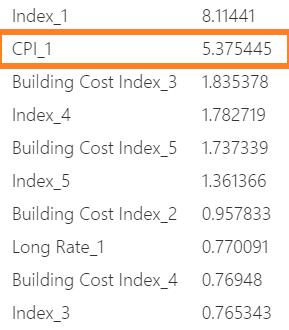 Index_1 8.11441
CPI_1 5.375445
Building Cost Index_3 1.835378
Index_4 1.782719
Building Cost Index_5 1.737339
Index_5 1.361366
Building Cost Index_2 0.957833
Long Rate_1 0.770091
Building Cost Index_4 0.76948
Index_3 0.765343